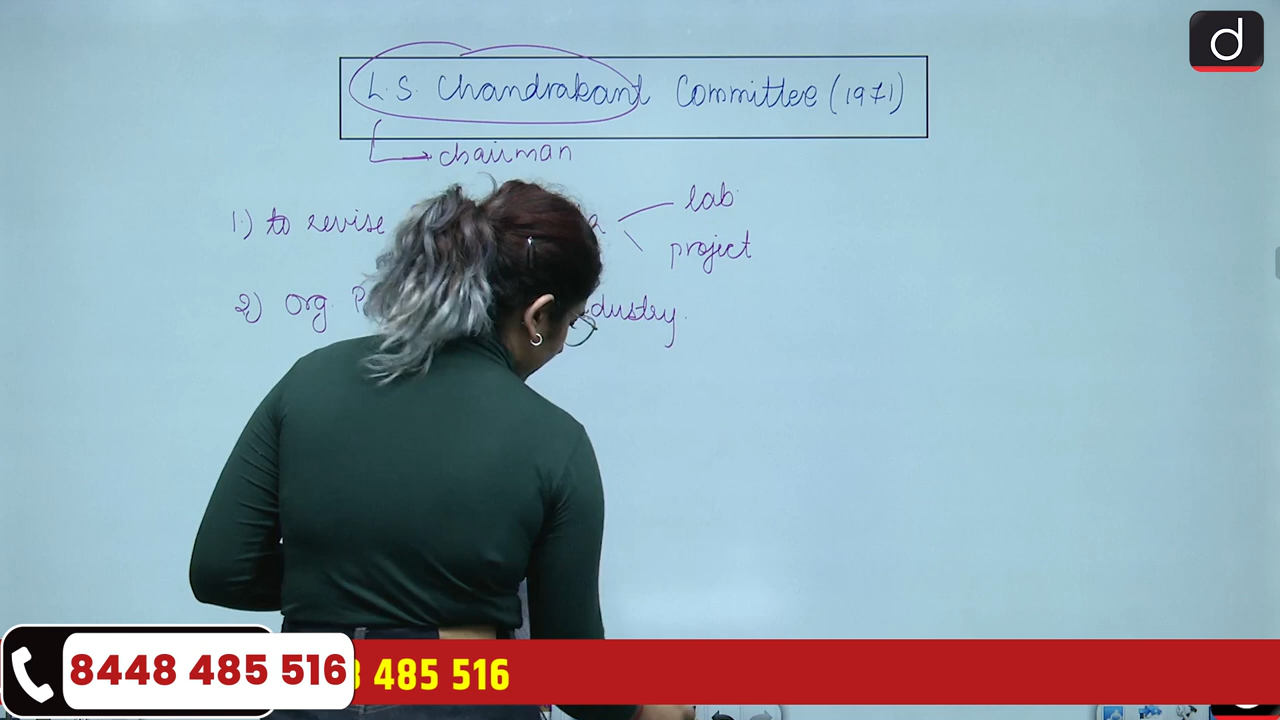 L.S. Chandrakant Committee (1971)
chairman
1.) to revise
lab
project
2) Org.
dustry.
8448 485 516
485 516
d